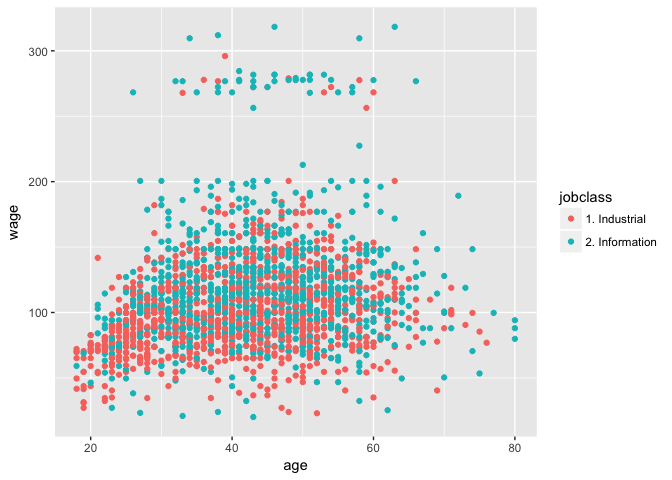 300
200
100
wage
20 40 60 80
age
jobclass
1. Industrial
2. Information